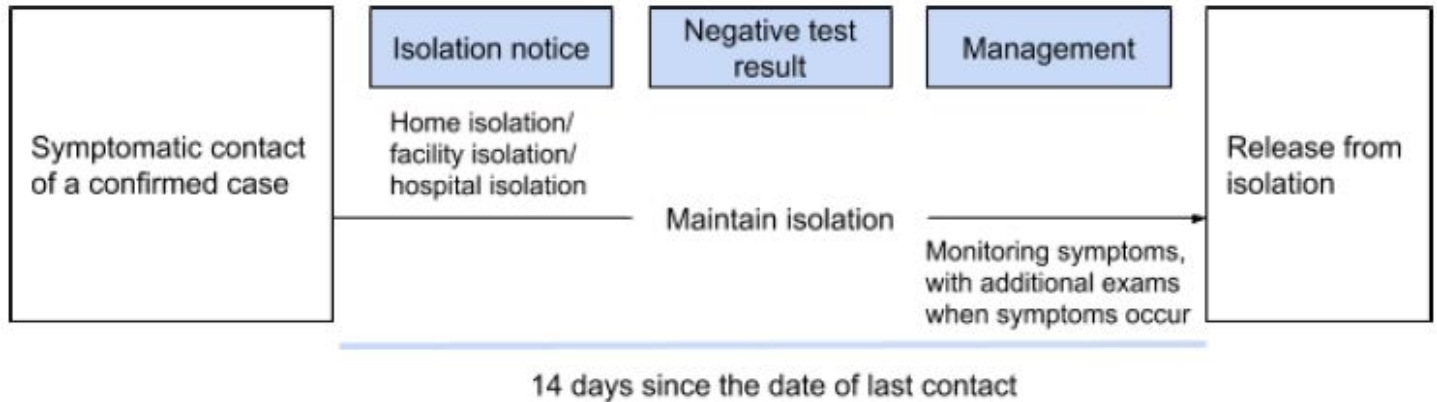 Symptomatic contact
of a confirmed case
Isolation notice
Home isolation/
facility isolation/
hospital isolation
Negative test
result
Maintain isolation
Management
Monitoring symptoms,
with additional exams
when symptoms occur
Release from
isolation
14 days since the date of last contact